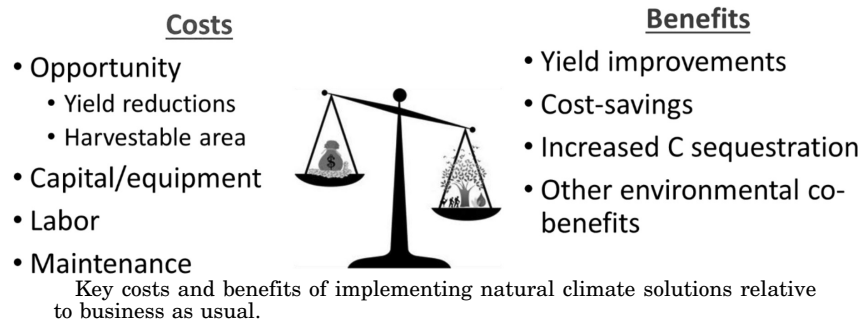 Costs
• Opportunity
• Yield reductions
• Harvestable area
• Capital/equipment
• Labor
• Maintenance
$
Benefits
• Yield improvements
• Cost-savings
• Increased C sequestration
• Other environmental co-
benefits
Key costs and benefits of implementing natural climate solutions relative
to business as usual.